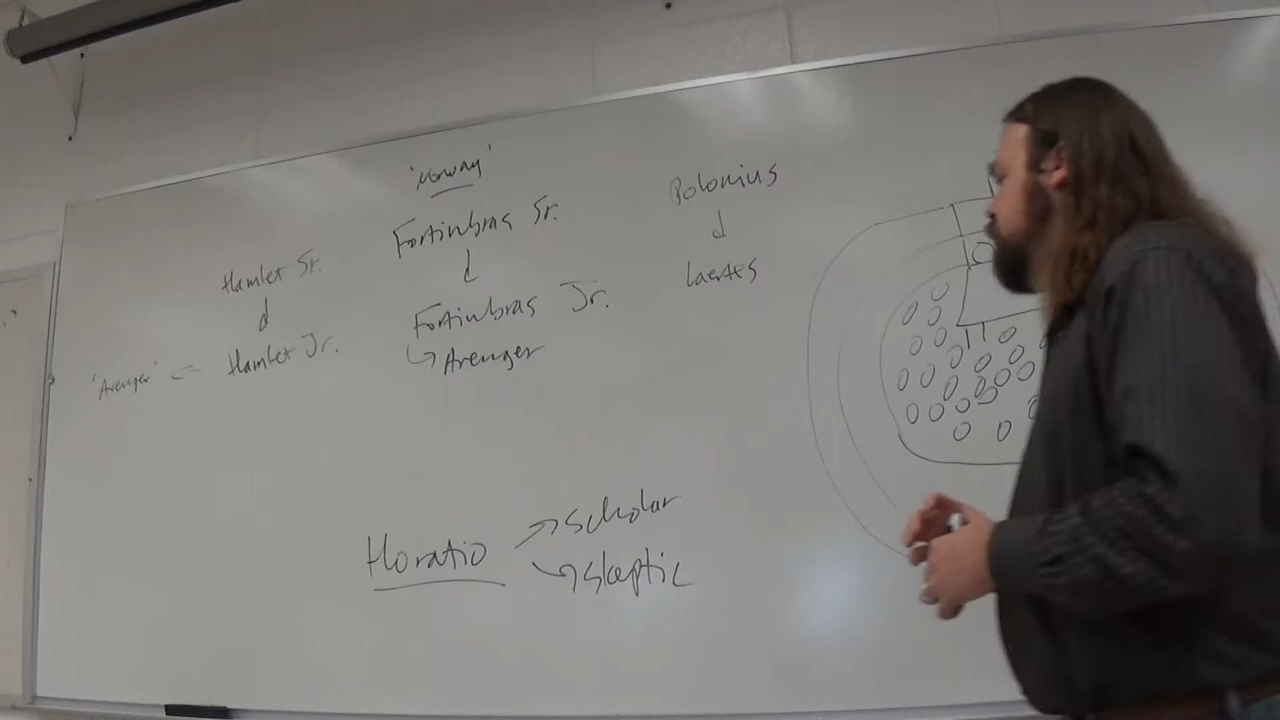 'Norway'
Fortinbras Sr.
Fortinbras Jr.
Avenger
Hamlet Sr.
Hamlet Jr.
'Avenger'
Polonius
Laertes
Horatio
scholar
skeptic